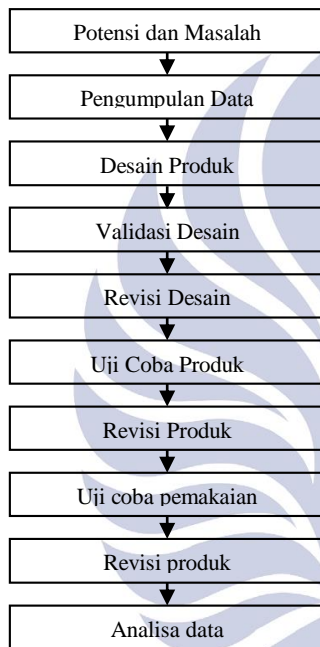 Potensi dan Masalah
Pengumpulan Data
Desain Produk
Validasi Desain
Revisi Desain
Uji Coba Produk
Revisi Produk
Uji coba pemakaian
Revisi produk
Analisa data